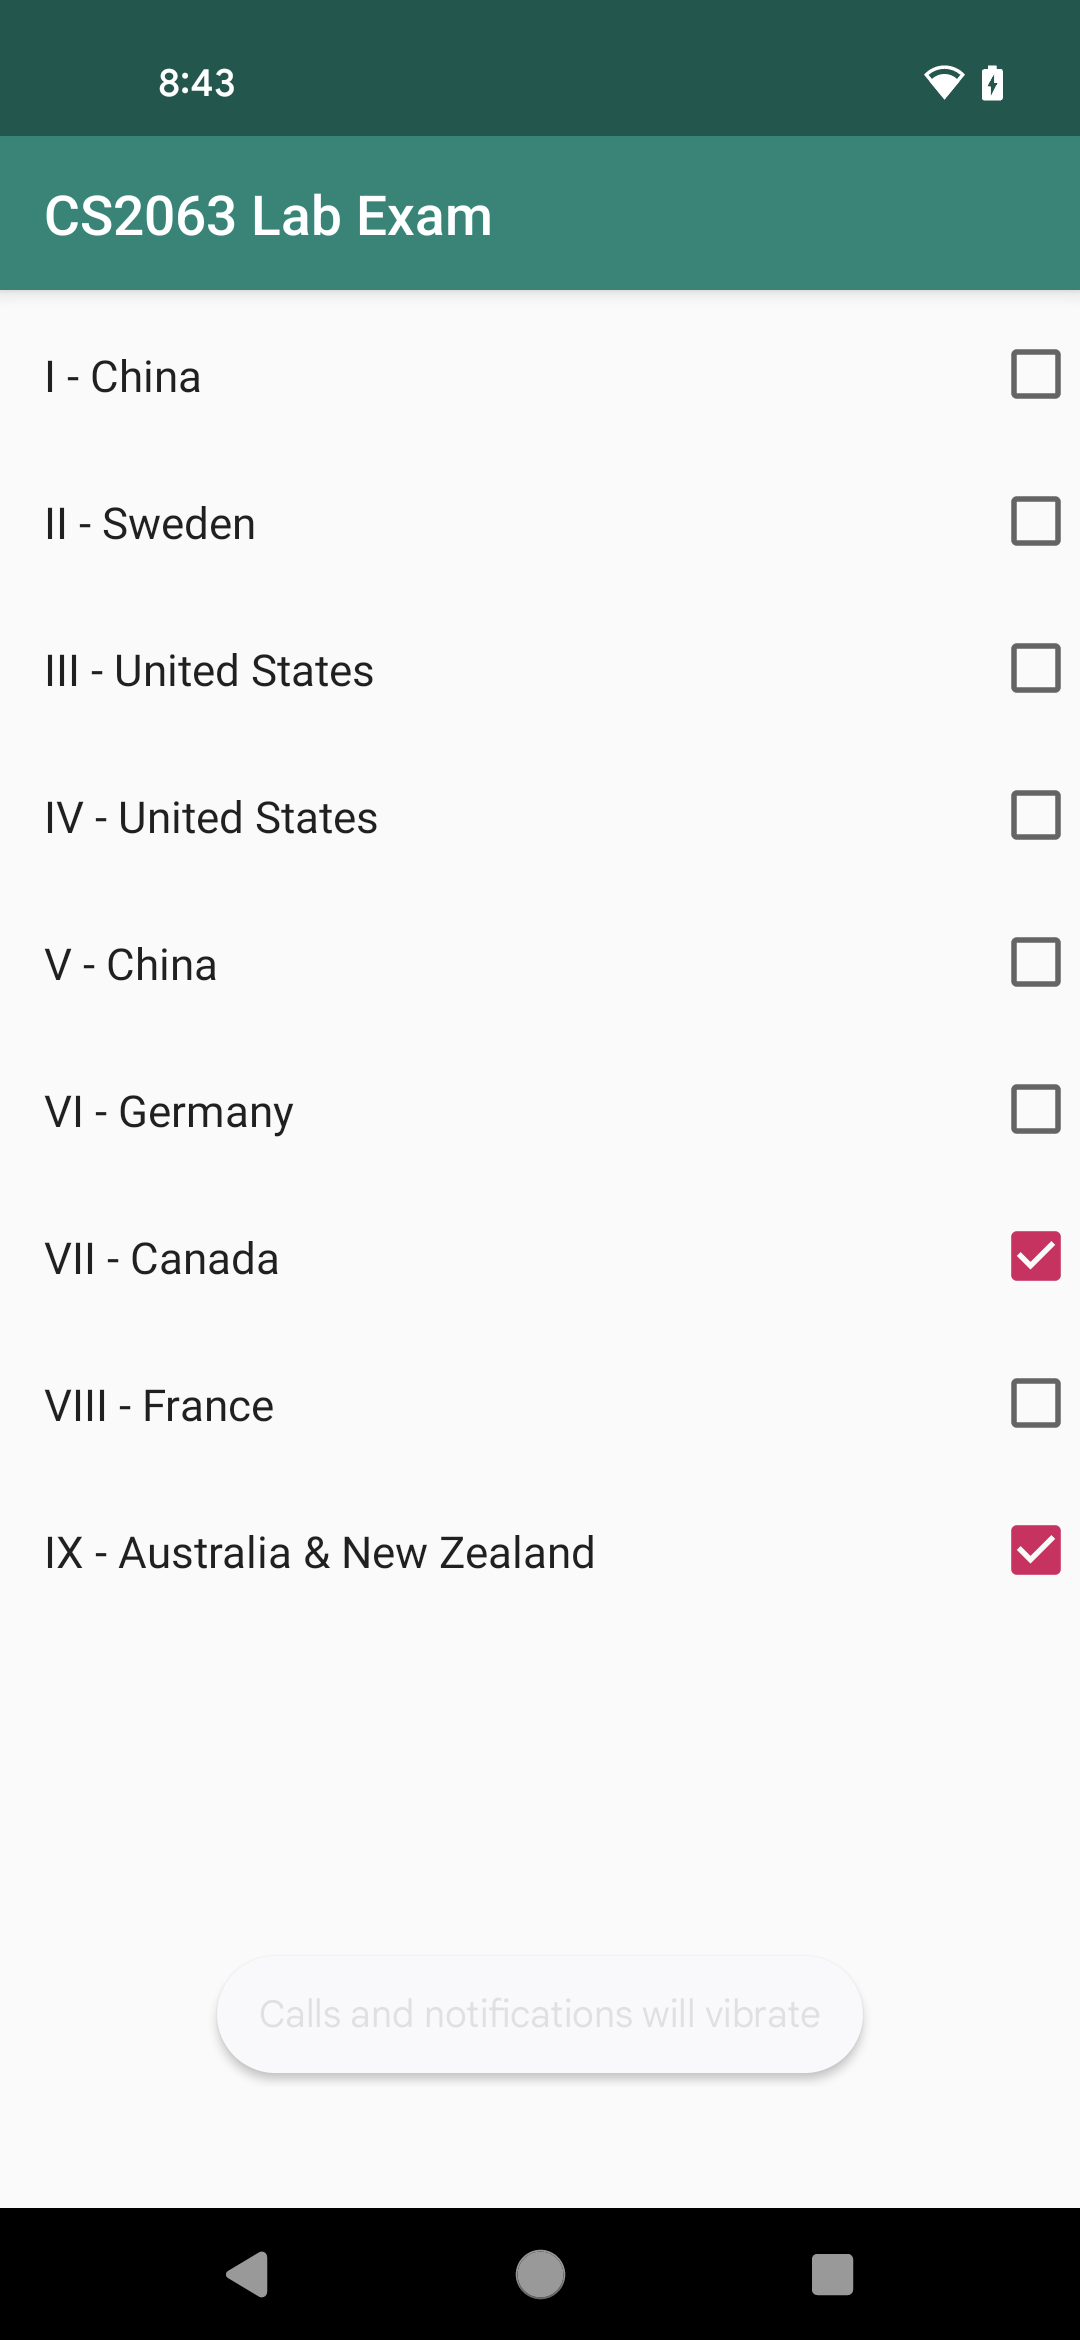 8:43
CS2063 Lab Exam
I - China
II - Sweden
III - United States
IV - United States
V - China
VI - Germany
VII - Canada
VIII - France
IX - Australia & New Zealand
Calls and notifications will vibrate